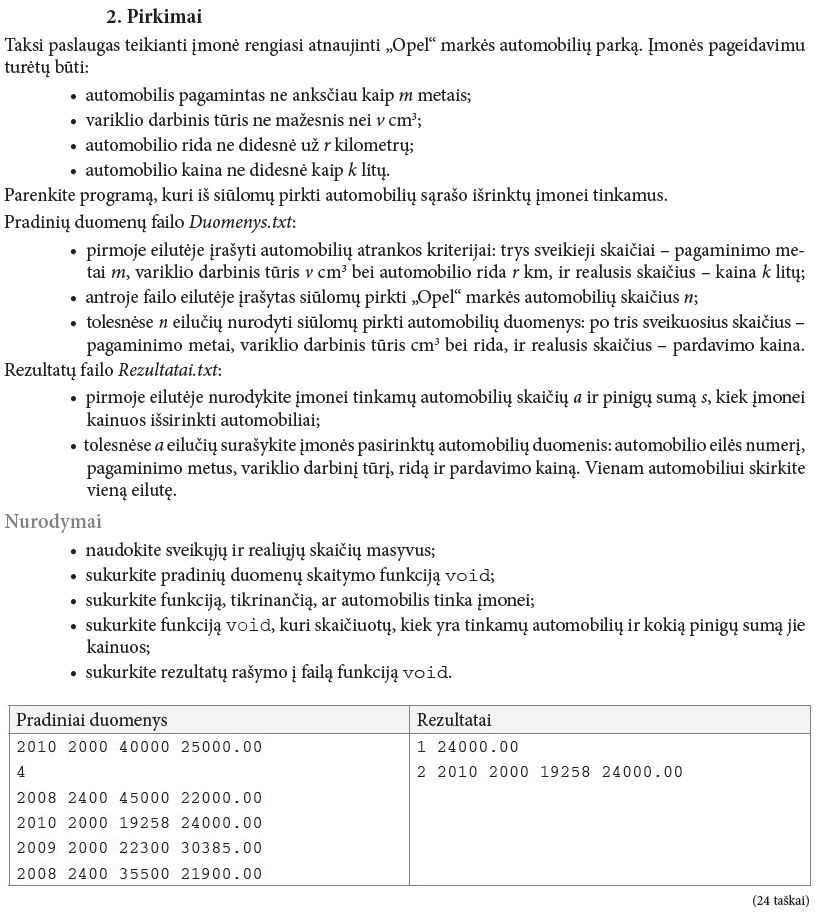 2. Pirkimai
Taksi paslaugas teikianti įmonė rengiasi atnaujinti „Opel“ markės automobilių parką. Įmonės pageidavimu
turėtų būti:
• automobilis pagamintas ne anksčiau kaip m metais;
• variklio darbinis tūris ne mažesnis nei v cm³;
• automobilio rida ne didesnė už r kilometrų;
• automobilio kaina ne didesnė kaip k litų.
Parenkite programą, kuri iš siūlomų pirkti automobilių sąrašo išrinktų įmonei tinkamus.
Pradinių duomenų failo Duomenys.txt:
• pirmoje eilutėje įrašyti automobilių atrankos kriterijai: trys sveikieji skaičiai – pagaminimo me-
tai m, variklio darbinis tūris v cm³ bei automobilio rida r km, ir realusis skaičius – kaina k litų;
• antroje failo eilutėje įrašytas siūlomų pirkti „Opel“ markės automobilių skaičius n;
• tolesnėse n eilučių nurodyti siūlomų pirkti automobilių duomenys: po tris sveikuosius skaičius –
pagaminimo metai, variklio darbinis tūris cm³ bei rida, ir realusis skaičius – pardavimo kaina.
Rezultatų failo Rezultatai.txt:
• pirmoje eilutėje nurodykite įmonei tinkamų automobilių skaičių a ir pinigų sumą s, kiek įmonei
kainuos išsirinkti automobiliai;
• tolesnėse a eilučių surašykite įmonės pasirinktų automobilių duomenis: automobilio eilės numerį,
pagaminimo metus, variklio darbinį tūrį, ridą ir pardavimo kainą. Vienam automobiliui skirkite
vieną eilutę.
Nurodymai
• naudokite sveikųjų ir realiųjų skaičių masyvus;
• sukurkite pradinių duomenų skaitymo funkciją void;
• sukurkite funkciją, tikrinančią, ar automobilis tinka įmonei;
• sukurkite funkciją void, kuri skaičiuotų, kiek yra tinkamų automobilių ir kokią pinigų sumą jie
kainuos;
• sukurkite rezultatų rašymo į failą funkciją void.
Pradiniai duomenys
2010 2000 40000 25000.00
4
2008 2400 45000 22000.00
2010 2000 19258 24000.00
2009 2000 22300 30385.00
2008 2400 35500 21900.00
Rezultatai
1 24000.00
2 2010 2000 19258 24000.00
(24 taškai)